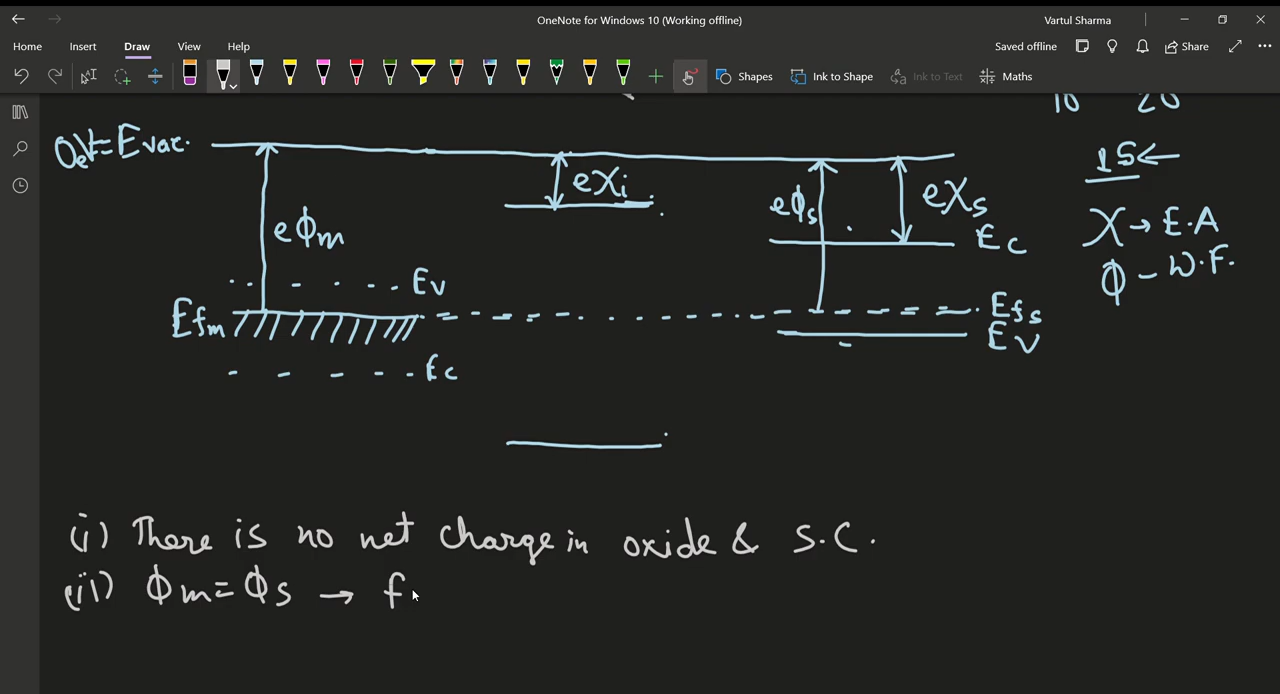 OneNote for Windows 10 (Working offline)
Vartul Sharma
Home Insert Draw View Help
Saved offline Share
Shapes Ink to Shape Ink to Text Maths
10 20
0eV=Evac.
15←
eχi
eφs
eχs
Ec
χ→E.A
eφm
φ-W.F.
Ev
Efm
Efs
Ev
Ec
(i) There is no net charge in oxide & S.C.
(ii) φm=φs → f